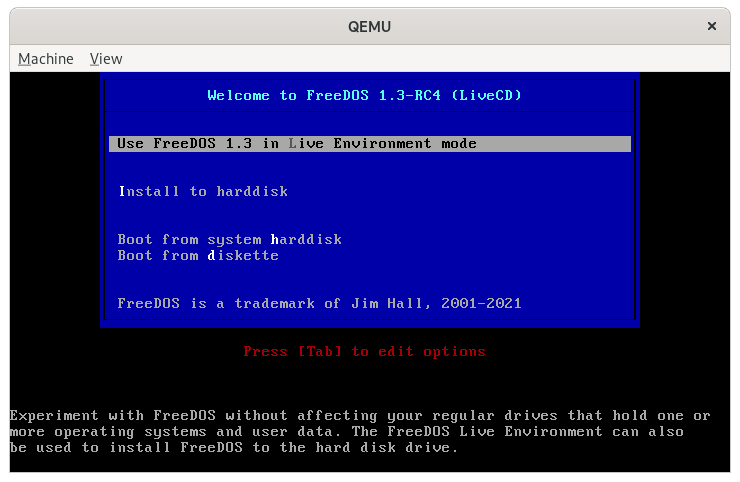 QEMU ×
Machine View
Welcome to FreeDOS 1.3-RC4 (LiveCD)
Use FreeDOS 1.3 in Live Environment mode
Install to harddisk
Boot from system harddisk
Boot from diskette
FreeDOS is a trademark of Jim Hall, 2001-2021
Press [Tab] to edit options
Experiment with FreeDOS without affecting your regular drives that hold one or
more operating systems and user data. The FreeDOS Live Environment can also
be used to install FreeDOS to the hard disk drive.